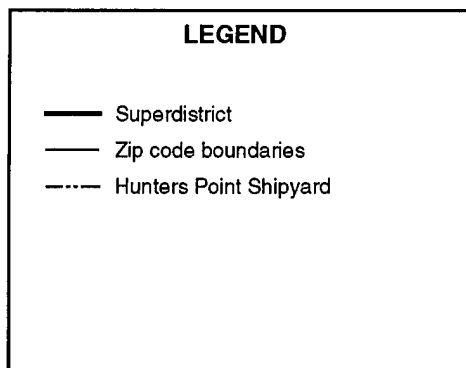 LEGEND
Superdistrict
Zip code boundaries
Hunters Point Shipyard